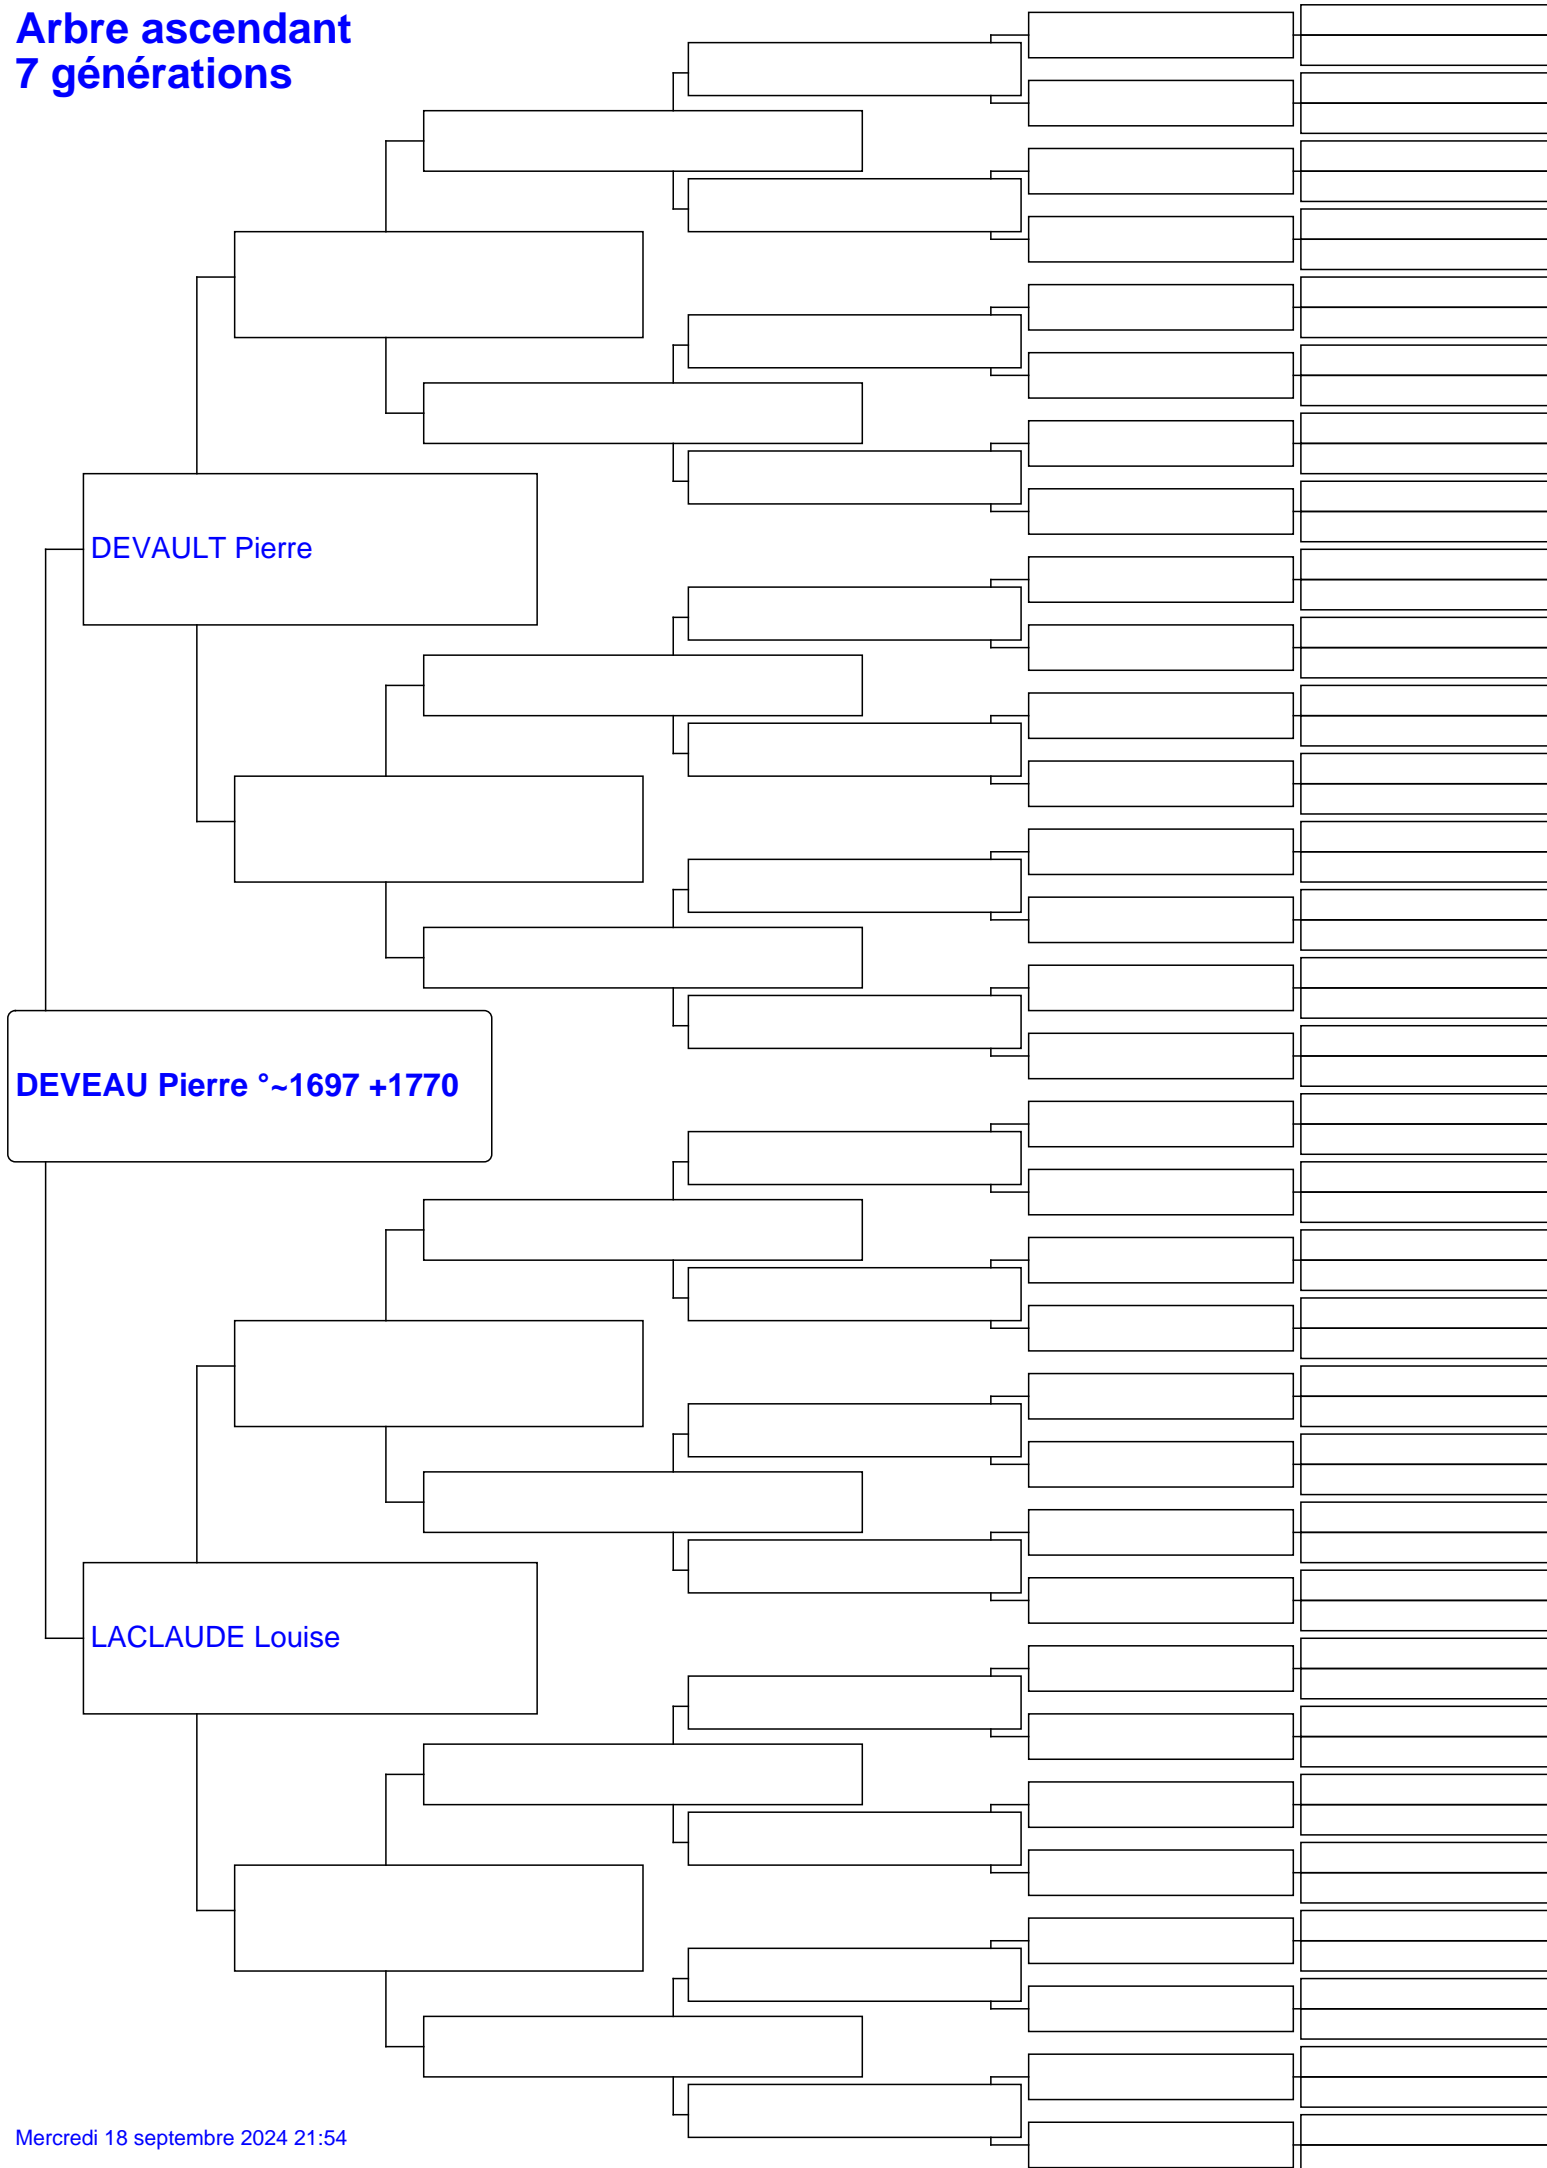 Arbre ascendant
7 générations
DEVAULT Pierre
DEVEAU Pierre °~1697 +1770
LACLAUDE Louise
Mercredi 18 septembre 2024 21:54